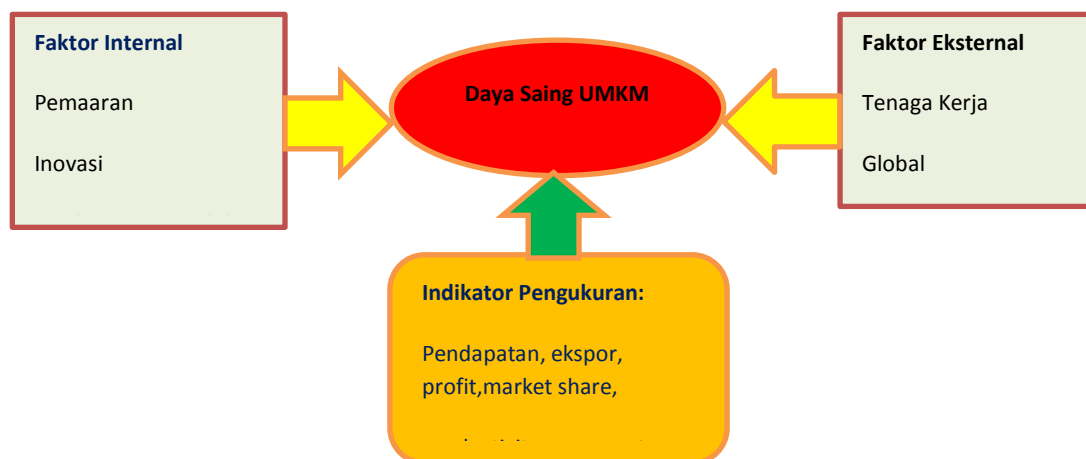 Faktor Internal
Pemaaran
Inovasi
Daya Saing UMKM
Faktor Eksternal
Tenaga Kerja
Global
Indikator Pengukuran:
Pendapatan, ekspor,
profit,market share,